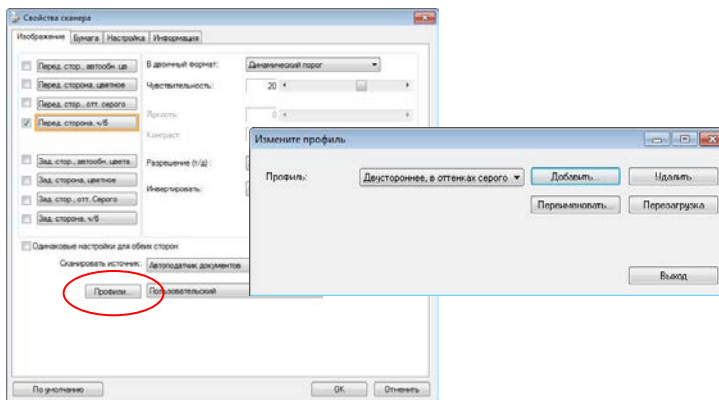 Свойства сканера
Изображение Бумага Настройка Информация
Перед. стор., автообн. цв
В двоичный формат:
Динамический порог
Перед. сторона, цветное
Чувствительность:
20
Перед. стор., отт. серого
Яркость:
0
Перед. сторона, ч/б
Контраст:
Зад. стор., автообн. цвета
Разрешение (т/д) :
Зад. сторона, цветное
Инвертировать:
Зад. стор., отт. Серого
Зад. сторона, ч/б
Одинаковые настройки для обеих сторон
Сканировать источник:
Автоподатчик документов
Профили...
Пользовательский
По умолчанию
OK
Отменить
Измените профиль
Профиль:
Двустороннее, в оттенках серого
Добавить...
Удалить
Переименовать...
Перезагрузка
Выход